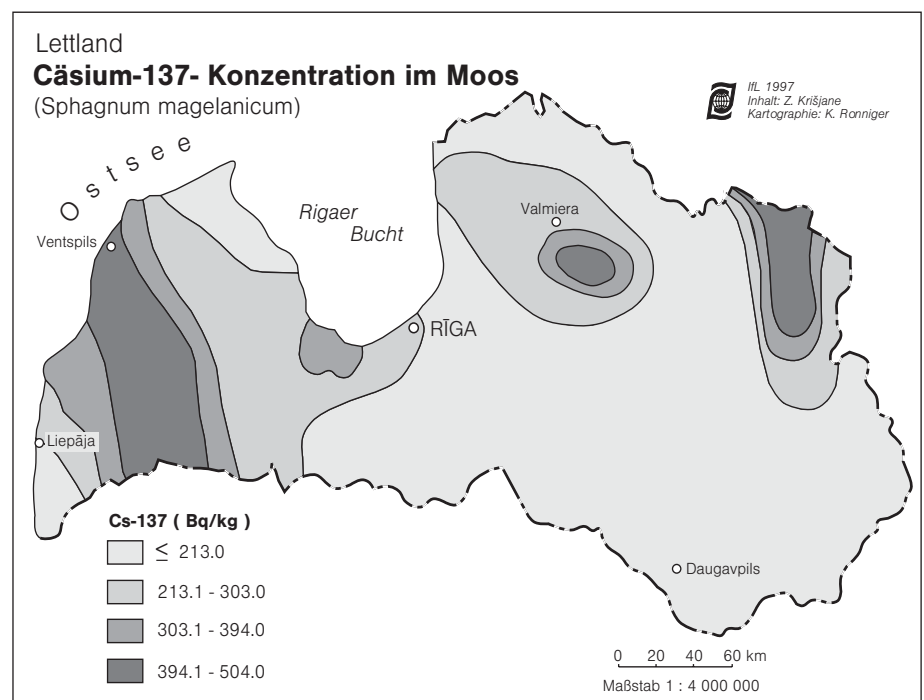 Lettland
Cäsium-137- Konzentration im Moos
(Sphagnum magelanicum)
IfL 1997
Inhalt: Z. Krišjane
Kartographie: K. Ronniger
Ostsee
Rigaer
Bucht
Valmiera
Ventspils
RĪGA
Liepāja
Daugavpils
Cs-137 ( Bq/kg )
≤ 213.0
213.1 - 303.0
303.1 - 394.0
394.1 - 504.0
0 20 40 60 km
Maßstab 1 : 4 000 000